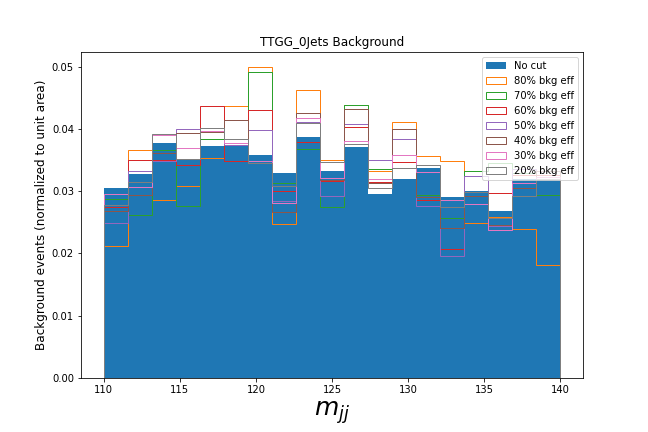 TTGG_0Jets Background
Background events (normalized to unit area)
0.05
0.04
0.03
0.02
0.01
0.00
No cut
80% bkg eff
70% bkg eff
60% bkg eff
50% bkg eff
40% bkg eff
30% bkg eff
20% bkg eff
110 115 120 125 130 135 140
m_jj